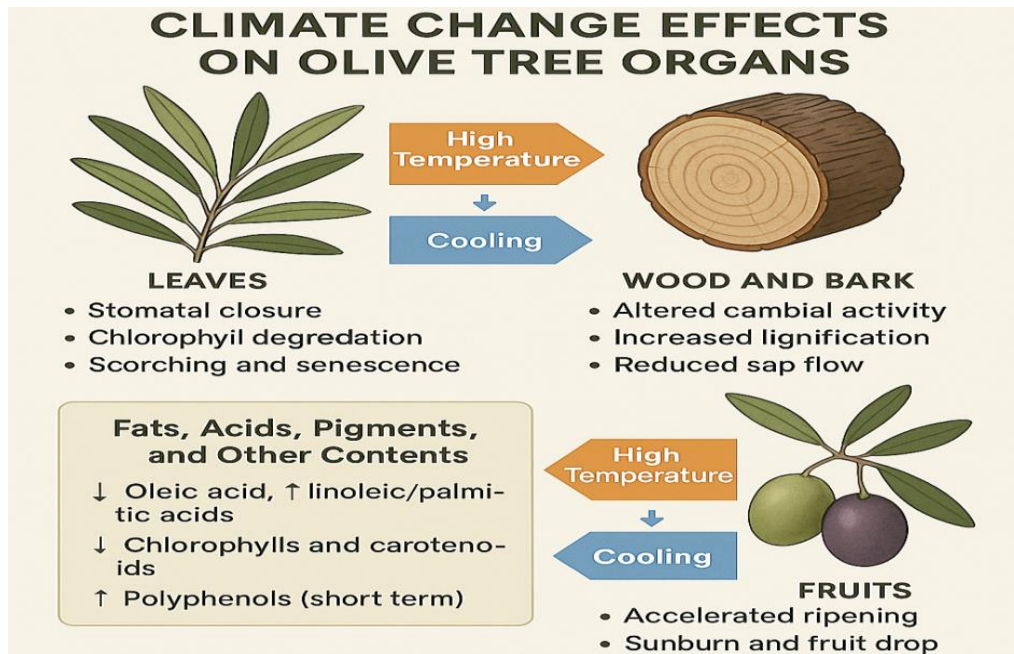 CLIMATE CHANGE EFFECTS
ON OLIVE TREE ORGANS
High
Temperature
Cooling
LEAVES
• Stomatal closure
• Chlorophyil degredation
• Scorching and senescence
WOOD AND BARK
• Altered cambial activity
• Increased lignification
• Reduced sap flow
Fats, Acids, Pigments,
and Other Contents
↓ Oleic acid, ↑ linoleic/palmi-
tic acids
↓ Chlorophylls and caroteno-
ids
↑ Polyphenols (short term)
High
Temperature
Cooling
FRUITS
• Accelerated ripening
• Sunburn and fruit drop